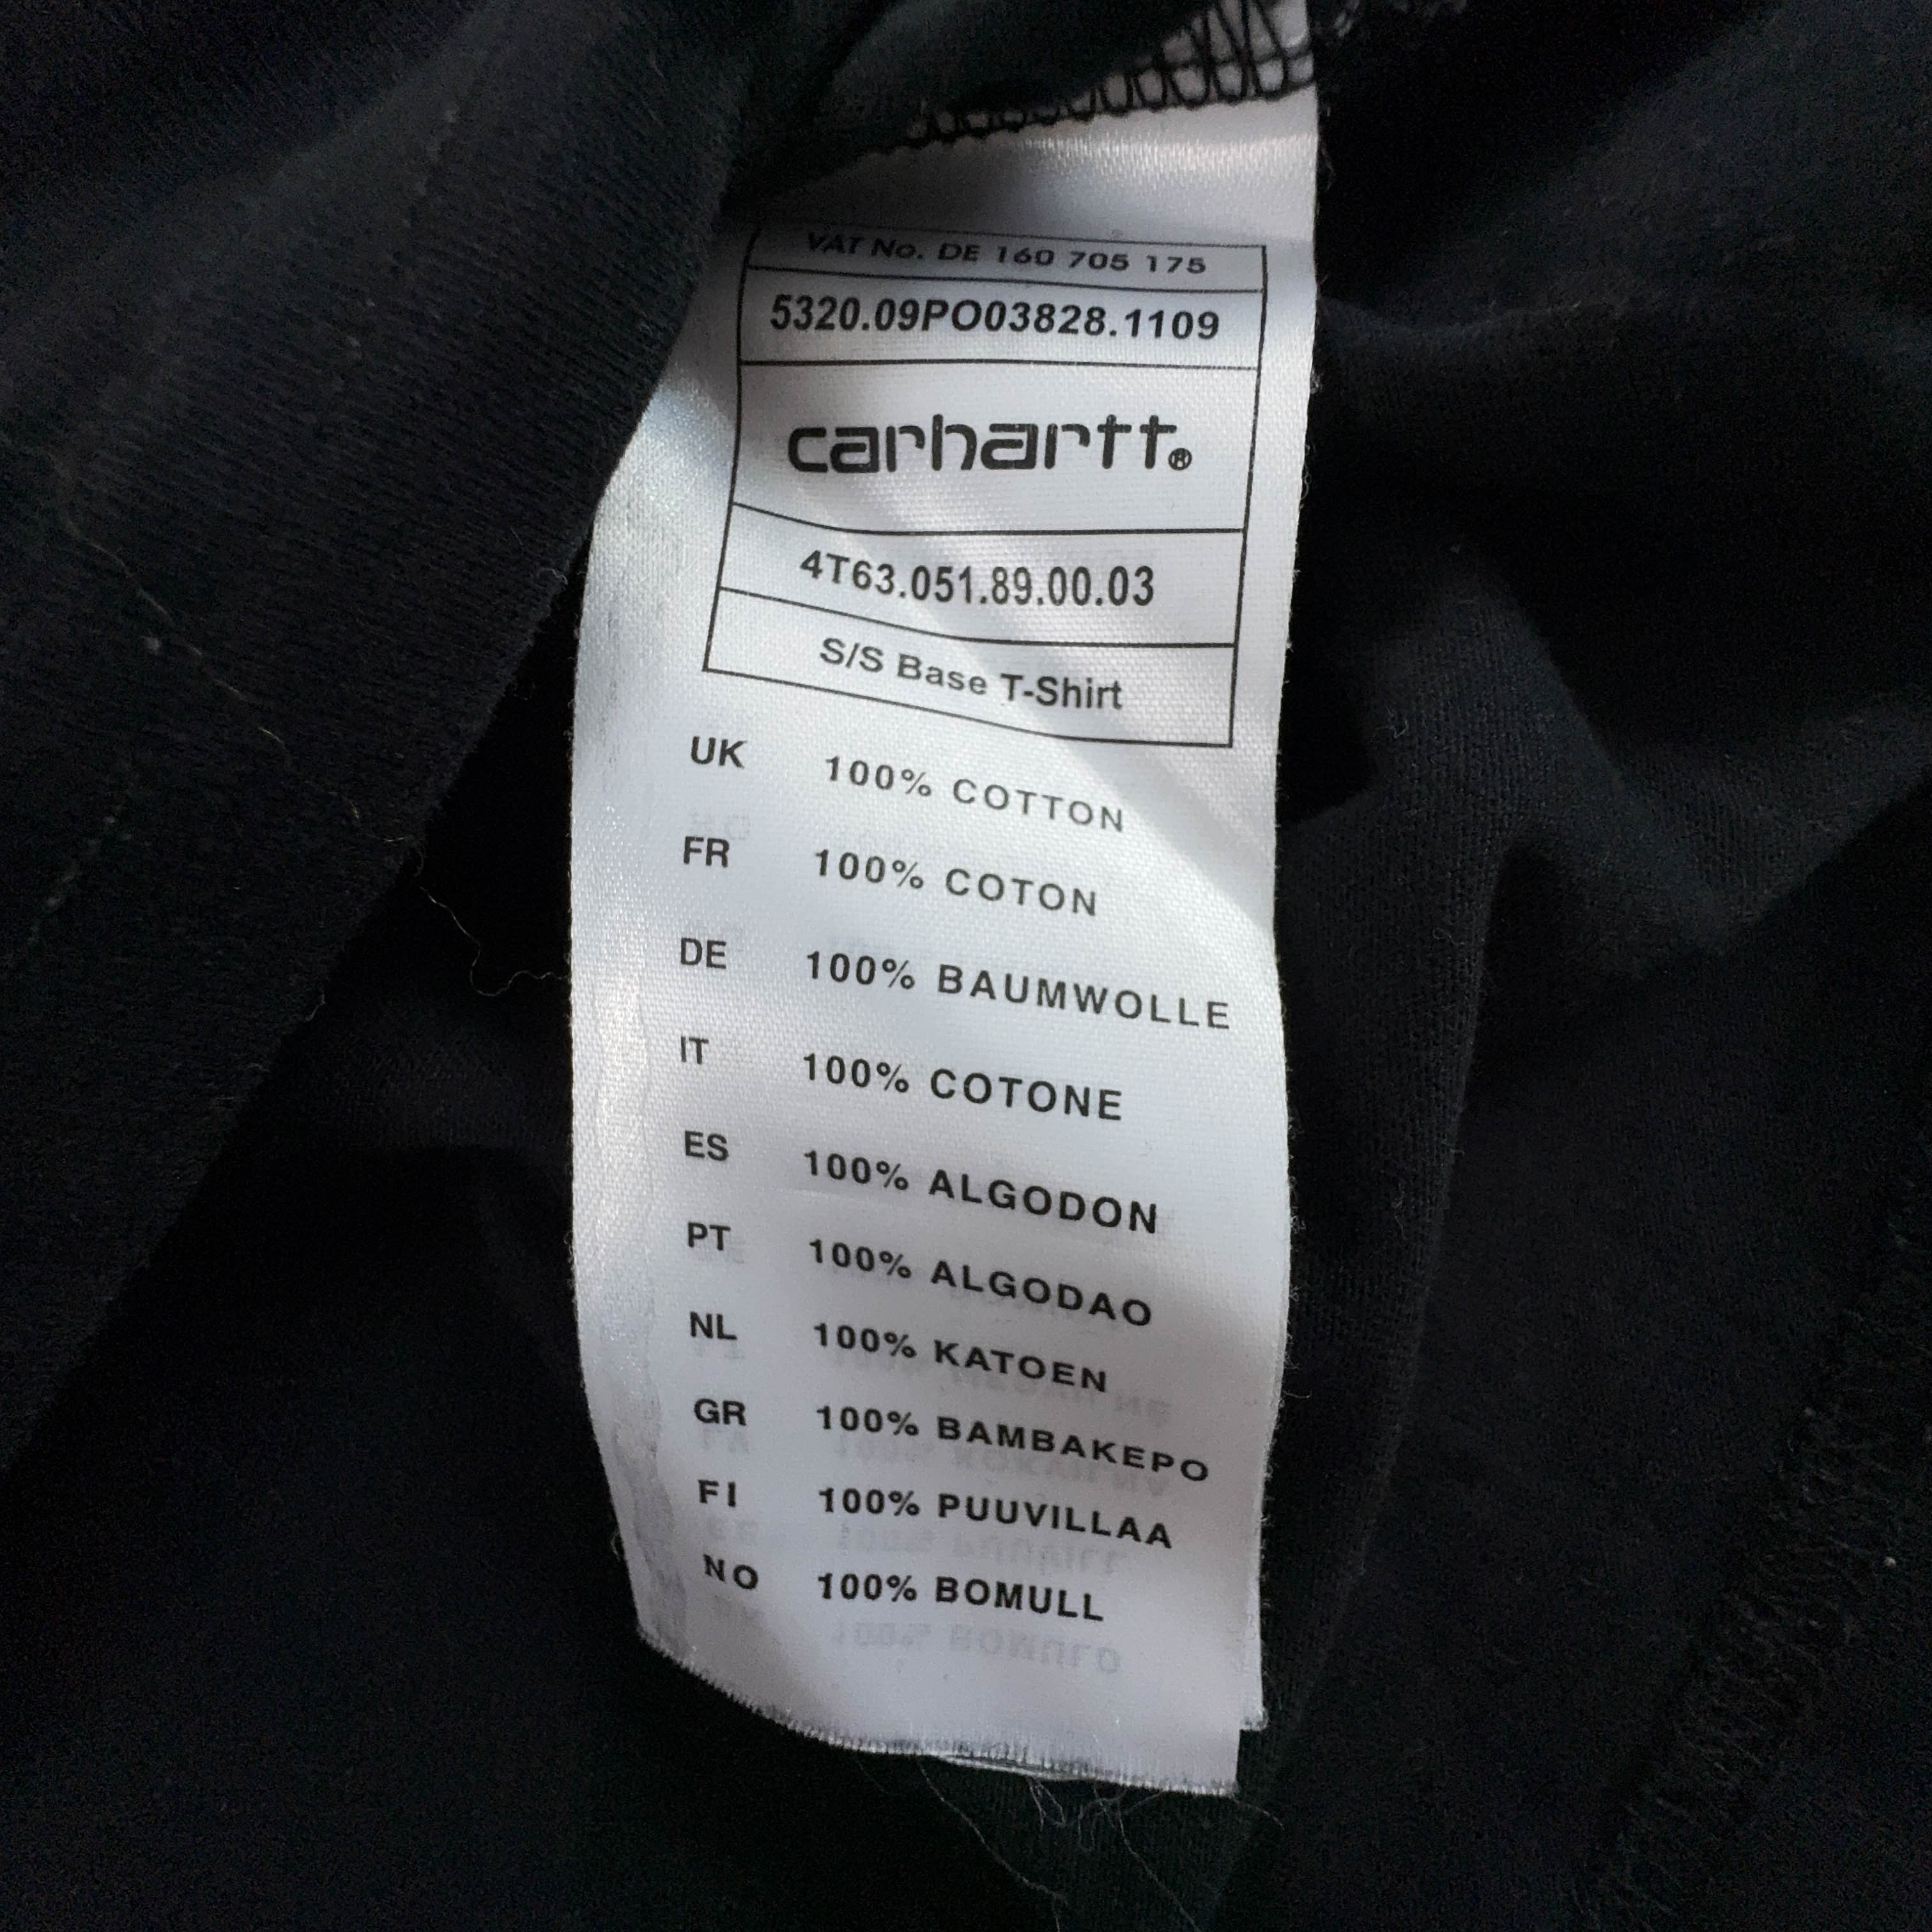 VAT No. DE 160 705 175
5320.09PO03828.1109
carhartt®
4T63.051.89.00.03
S/S Base T-Shirt
UK 100% COTTON
FR 100% COTON
DE 100% BAUMWOLLE
IT 100% COTONE
ES 100% ALGODON
PT 100% ALGODAO
NL 100% KATOEN
GR 100% BAMBAKEPO
FI 100% PUUVILLAA
NO 100% BOMULL